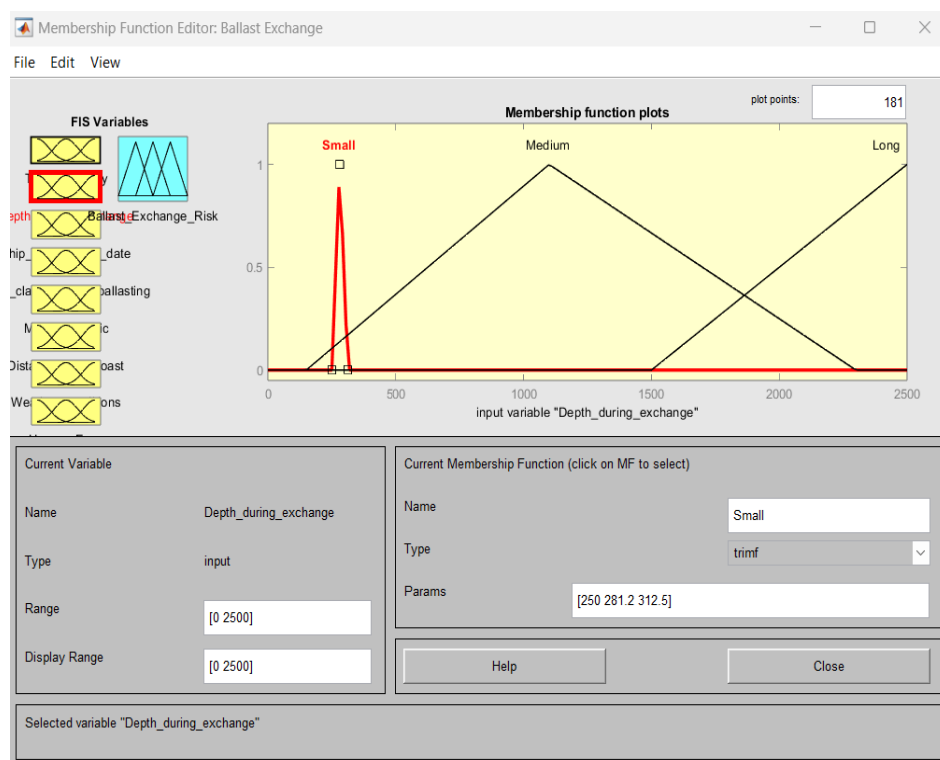 Membership Function Editor: Ballast Exchange
File Edit View
plot points: 181
FIS Variables
Membership function plots
Small Medium Long
1
0.5
0
0 500 1000 1500 2000 2500
input variable "Depth_during_exchange"
Ballast_Exchange_Risk
_date
ballasting
Current Variable
Name Depth_during_exchange
Type input
Range [0 2500]
Display Range [0 2500]
Current Membership Function (click on MF to select)
Name Small
Type trimf
Params [250 281.2 312.5]
Help Close
Selected variable "Depth_during_exchange"